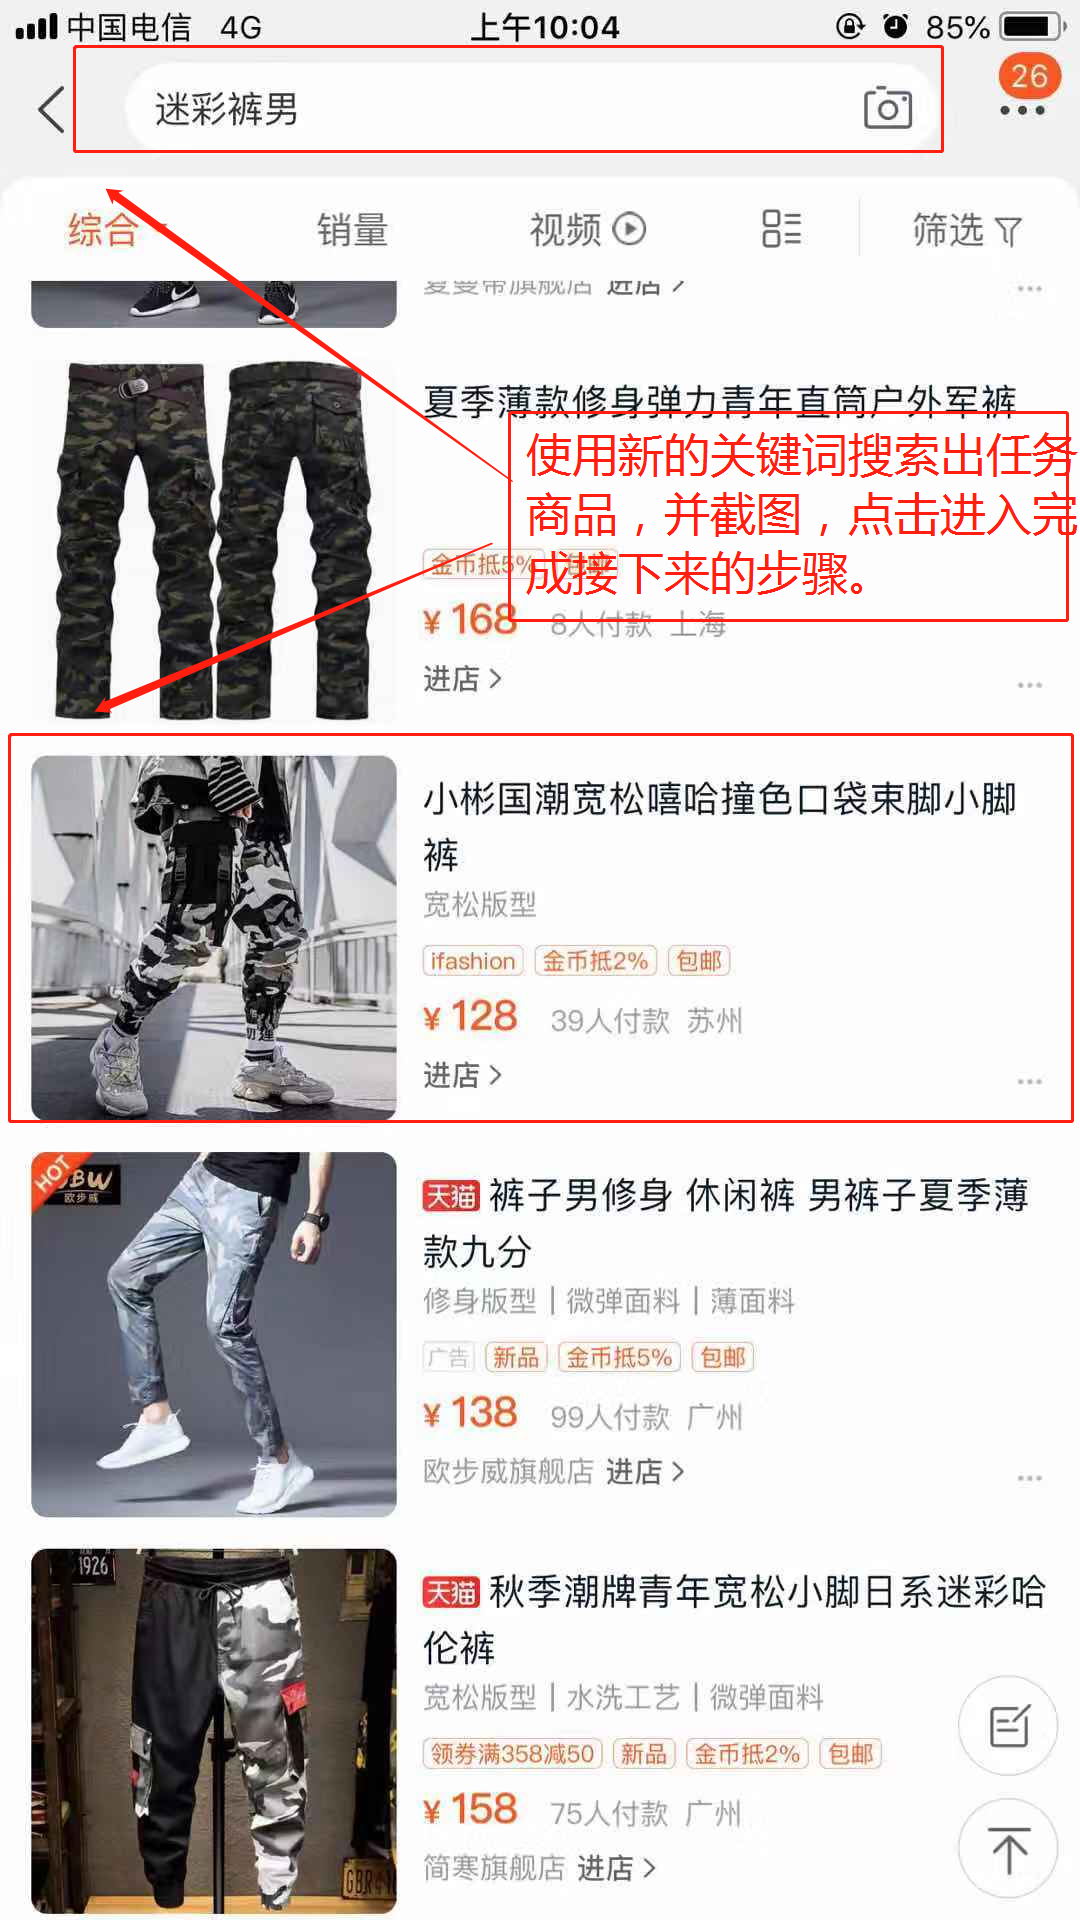 中国电信 4G 上午10:04 85%
迷彩裤男
26
综合 销量 视频 筛选
进店
夏季薄款修身弹力青年直筒户外军裤
使用新的关键词搜索出任务
商品，并截图，点击进入完
成接下来的步骤。
金币抵5% 包邮
¥168 8人付款 上海
进店
小彬国潮宽松嘻哈撞色口袋束脚小脚
裤
宽松版型
ifashion 金币抵2% 包邮
¥128 39人付款 苏州
进店
HOT
欧步威
天猫 裤子男修身 休闲裤 男裤子夏季薄
款九分
修身版型 | 微弹面料 | 薄面料
广告 新品 金币抵5% 包邮
¥138 99人付款 广州
欧步威旗舰店 进店
1926
天猫 秋季潮牌青年宽松小脚日系迷彩哈
伦裤
宽松版型 | 水洗工艺 | 微弹面料
领券满358减50 新品 金币抵2% 包邮
¥158 75人付款 广州
简寒旗舰店 进店